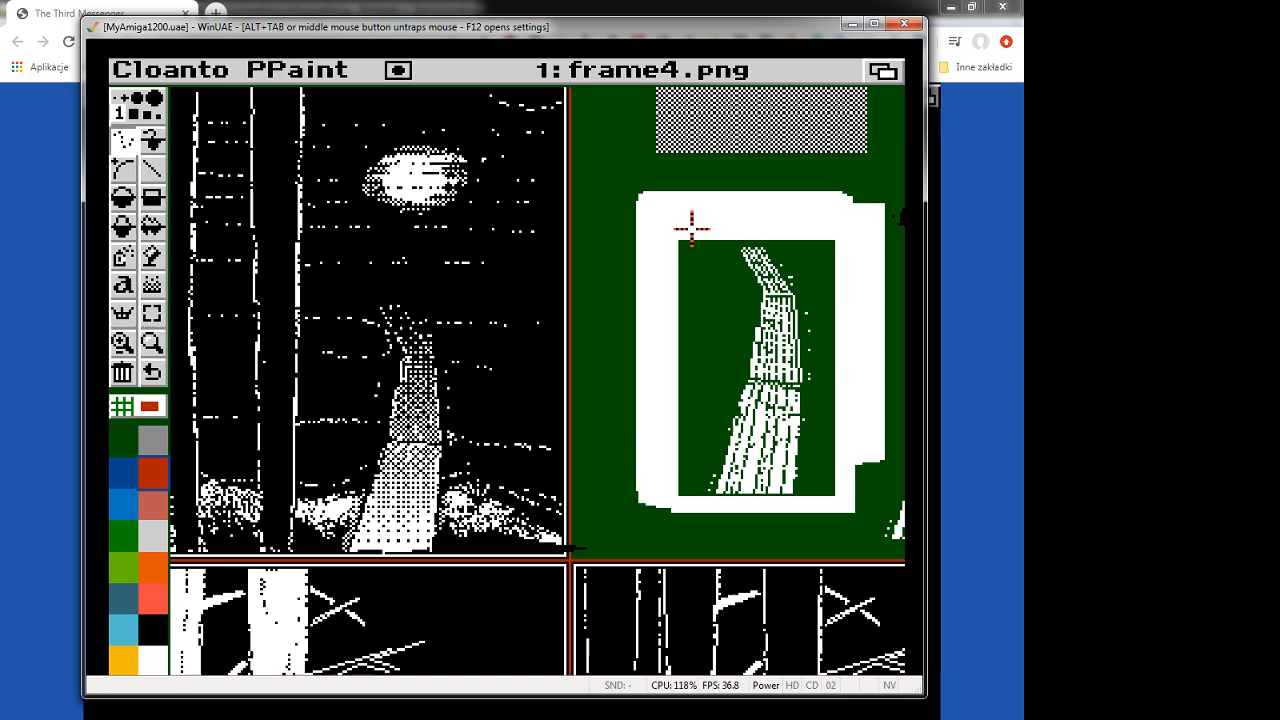 The Third Messenger
[MyAmiga1200.uae] - WinUAE - [ALT+TAB or middle mouse button untraps mouse - F12 opens settings]
Aplikacje
Inne zakładki
Cloanto PPaint
1:frame4.png
1
a
SND: -
CPU: 118%
FPS: 36.8
Power
HD
CD
02
NV